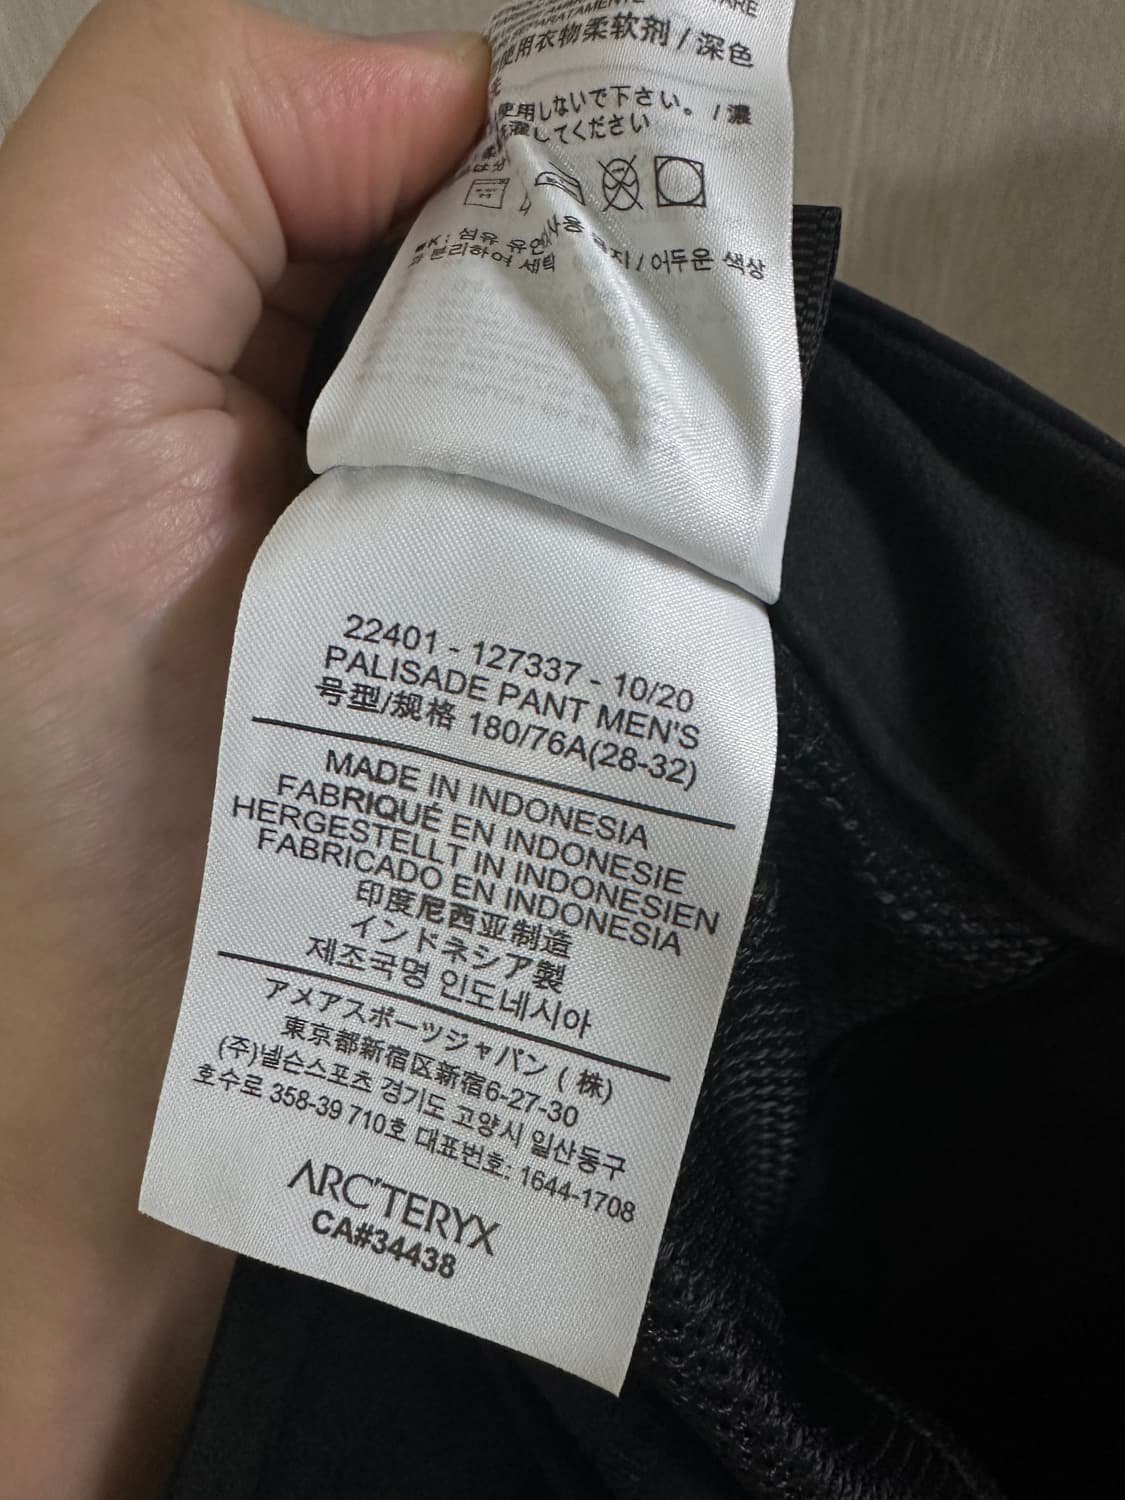 使用衣物柔软剂 / 深色
使用しないで下さい。 / 濃
してください
섬유 유연 사용 지 / 어두운 색상
분리하여 세탁
22401 - 127337 - 10/20
PALISADE PANT MEN'S
号型/规格 180/76A(28-32)
MADE IN INDONESIA
FABRIQUÉ EN INDONESIE
HERGESTELLT IN INDONESIEN
FABRICADO EN INDONESIA
印度尼西亚制造
インドネシア製
제조국명 인도네시아
アメアスポーツジャパン ( 株)
東京都新宿区新宿6-27-30
(주)넬슨스포츠 경기도 고양시 일산동구
호수로 358-39 710호 대표번호: 1644-1708
ARC'TERYX
CA#34438